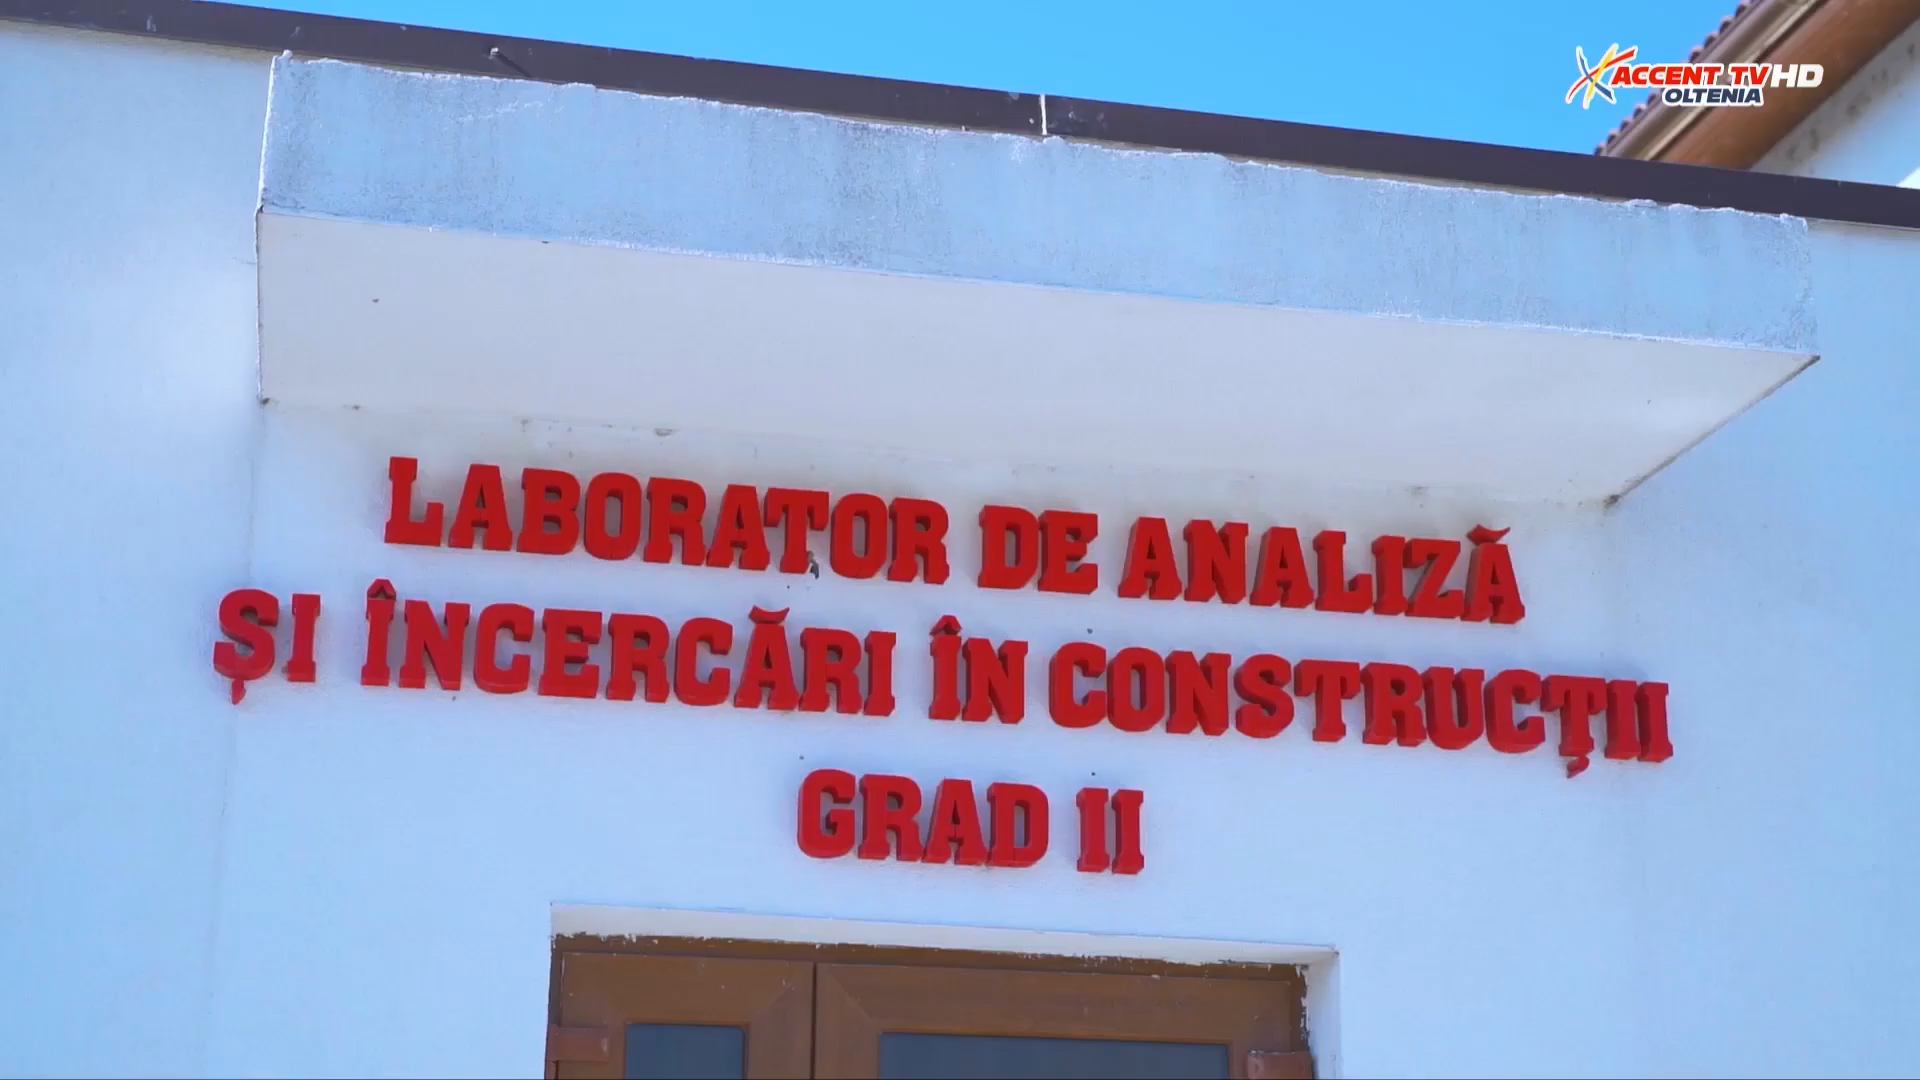 ACCENT TV HD
OLTENIA
LABORATOR DE ANALIZĂ
ȘI ÎNCERCĂRI ÎN CONSTRUCȚII
GRAD II